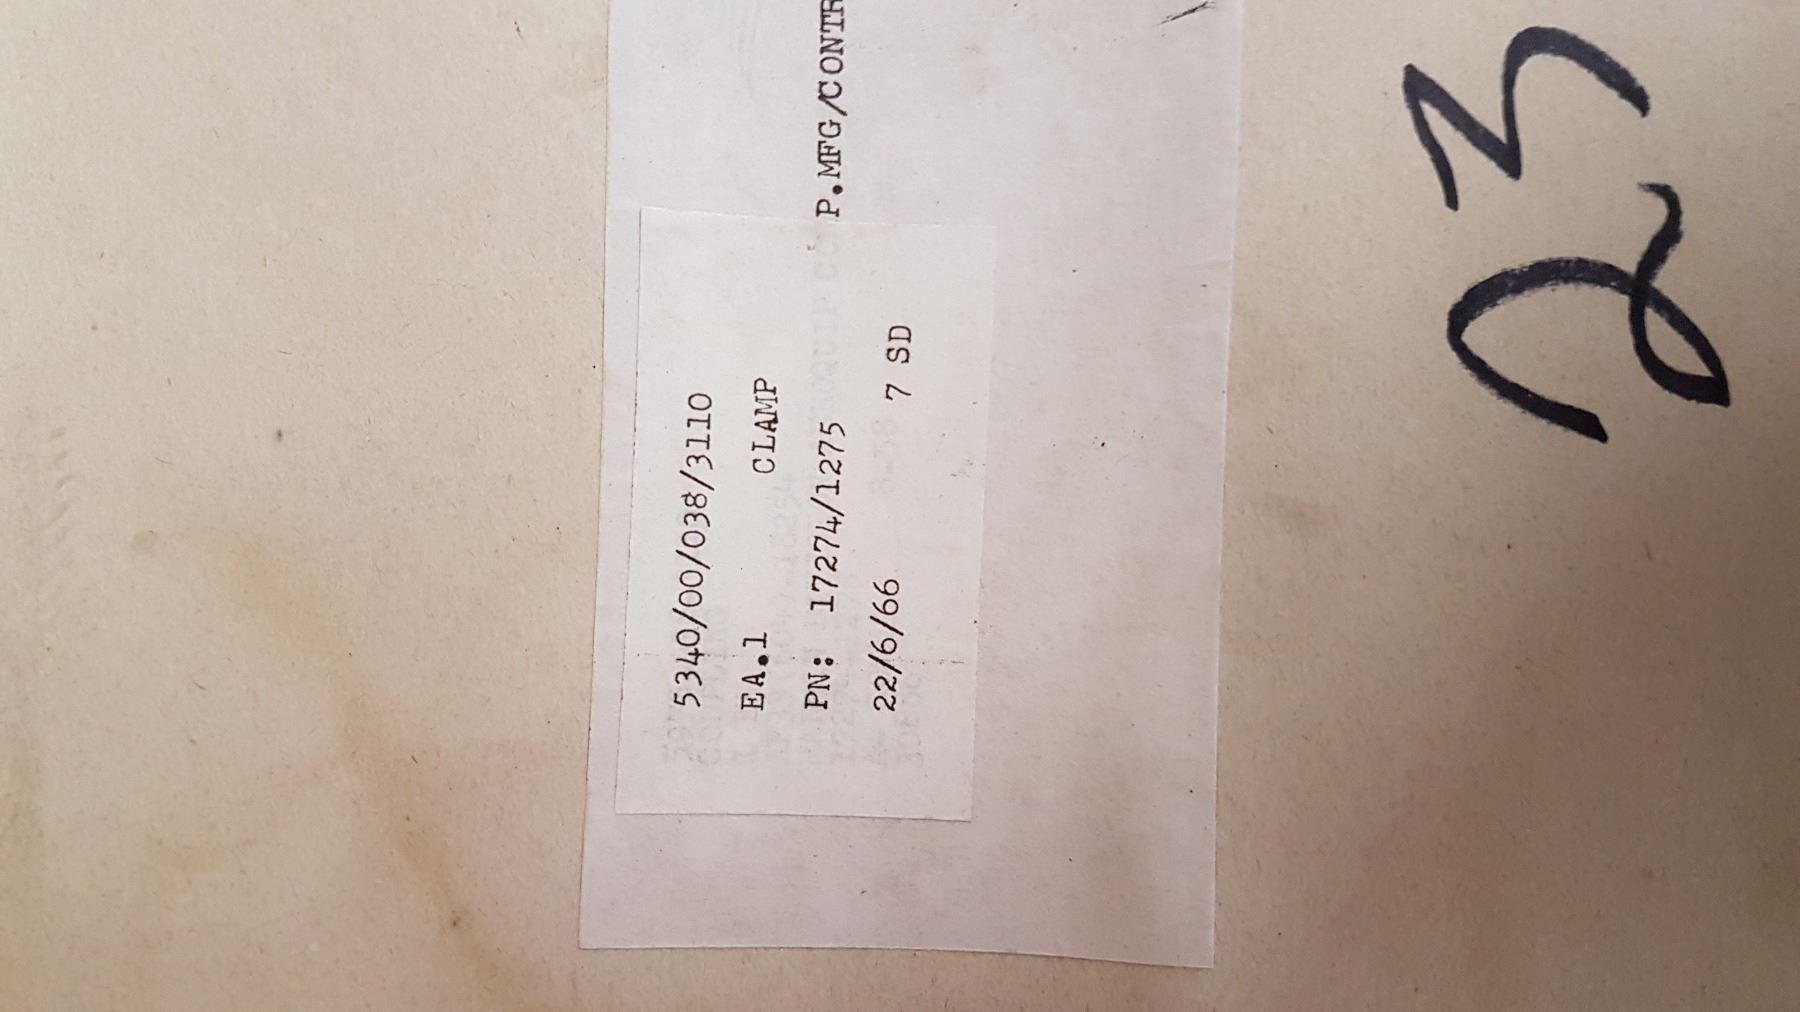 5340/00/038/3110
EA.1 CLAMP
PN: 17274/1275
22/6/66 7 SD
P.MFG/CONTR
23